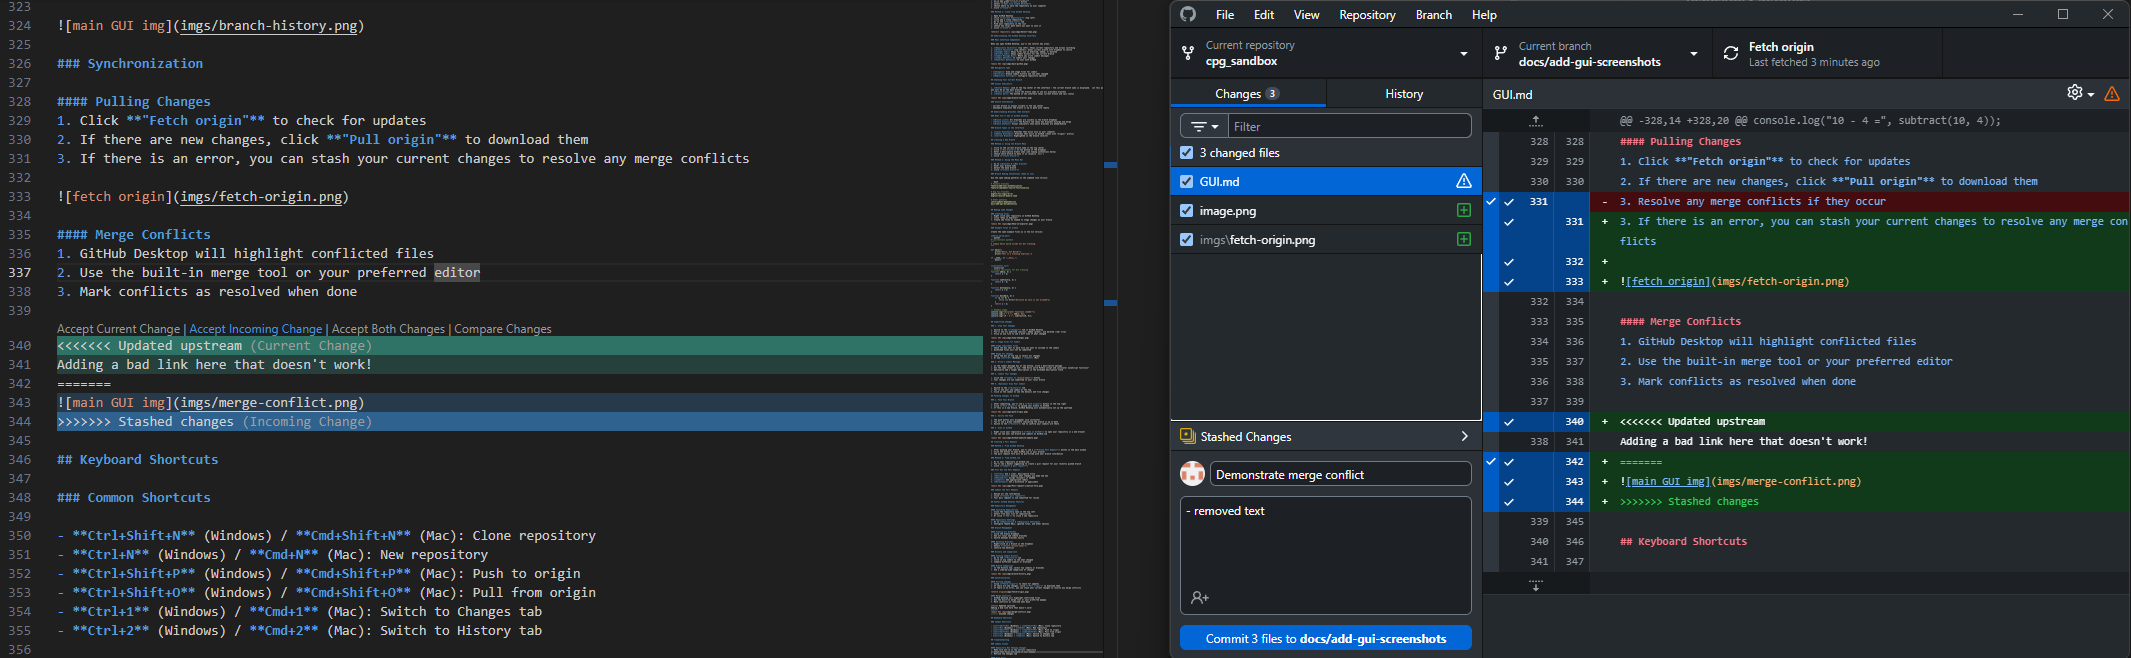 323
324 ![main GUI img](imgs/branch-history.png)
325
326 ### Synchronization
327
328 #### Pulling Changes
329 1. Click **"Fetch origin"** to check for updates
330 2. If there are new changes, click **"Pull origin"** to download them
331 3. If there is an error, you can stash your current changes to resolve any merge conflicts
332
333 ![fetch origin](imgs/fetch-origin.png)
334
335 #### Merge Conflicts
336 1. GitHub Desktop will highlight conflicted files
337 2. Use the built-in merge tool or your preferred editor
338 3. Mark conflicts as resolved when done
339
Accept Current Change | Accept Incoming Change | Accept Both Changes | Compare Changes
340 <<<<<<< Updated upstream (Current Change)
341 Adding a bad link here that doesn't work!
342 =======
343 ![main GUI img](imgs/merge-conflict.png)
344 >>>>>>> Stashed changes (Incoming Change)
345
346 ## Keyboard Shortcuts
347
348 ### Common Shortcuts
349
350 - **Ctrl+Shift+N** (Windows) / **Cmd+Shift+N** (Mac): Clone repository
351 - **Ctrl+N** (Windows) / **Cmd+N** (Mac): New repository
352 - **Ctrl+Shift+P** (Windows) / **Cmd+Shift+P** (Mac): Push to origin
353 - **Ctrl+Shift+O** (Windows) / **Cmd+Shift+O** (Mac): Pull from origin
354 - **Ctrl+1** (Windows) / **Cmd+1** (Mac): Switch to Changes tab
355 - **Ctrl+2** (Windows) / **Cmd+2** (Mac): Switch to History tab
356
File Edit View Repository Branch Help
Current repository
cpg_sandbox
Current branch
docs/add-gui-screenshots
Fetch origin
Last fetched 3 minutes ago
Changes 3
History
Filter
3 changed files
GUI.md
image.png
imgs\fetch-origin.png
Stashed Changes
Demonstrate merge conflict
- removed text
Commit 3 files to docs/add-gui-screenshots
GUI.md
@@ -328,14 +328,20 @@ console.log("10 - 4 =", subtract(10, 4));
328 328 #### Pulling Changes
329 329 1. Click **"Fetch origin"** to check for updates
330 330 2. If there are new changes, click **"Pull origin"** to download them
331 - 3. Resolve any merge conflicts if they occur
331 + 3. If there is an error, you can stash your current changes to resolve any merge con
flicts
332 +
333 + ![fetch origin](imgs/fetch-origin.png)
332 334
333 335 #### Merge Conflicts
334 336 1. GitHub Desktop will highlight conflicted files
335 337 2. Use the built-in merge tool or your preferred editor
336 338 3. Mark conflicts as resolved when done
337 339
340 + <<<<<<< Updated upstream
338 341 Adding a bad link here that doesn't work!
342 + =======
343 + ![main GUI img](imgs/merge-conflict.png)
344 + >>>>>>> Stashed changes
339 345
340 346 ## Keyboard Shortcuts
341 347